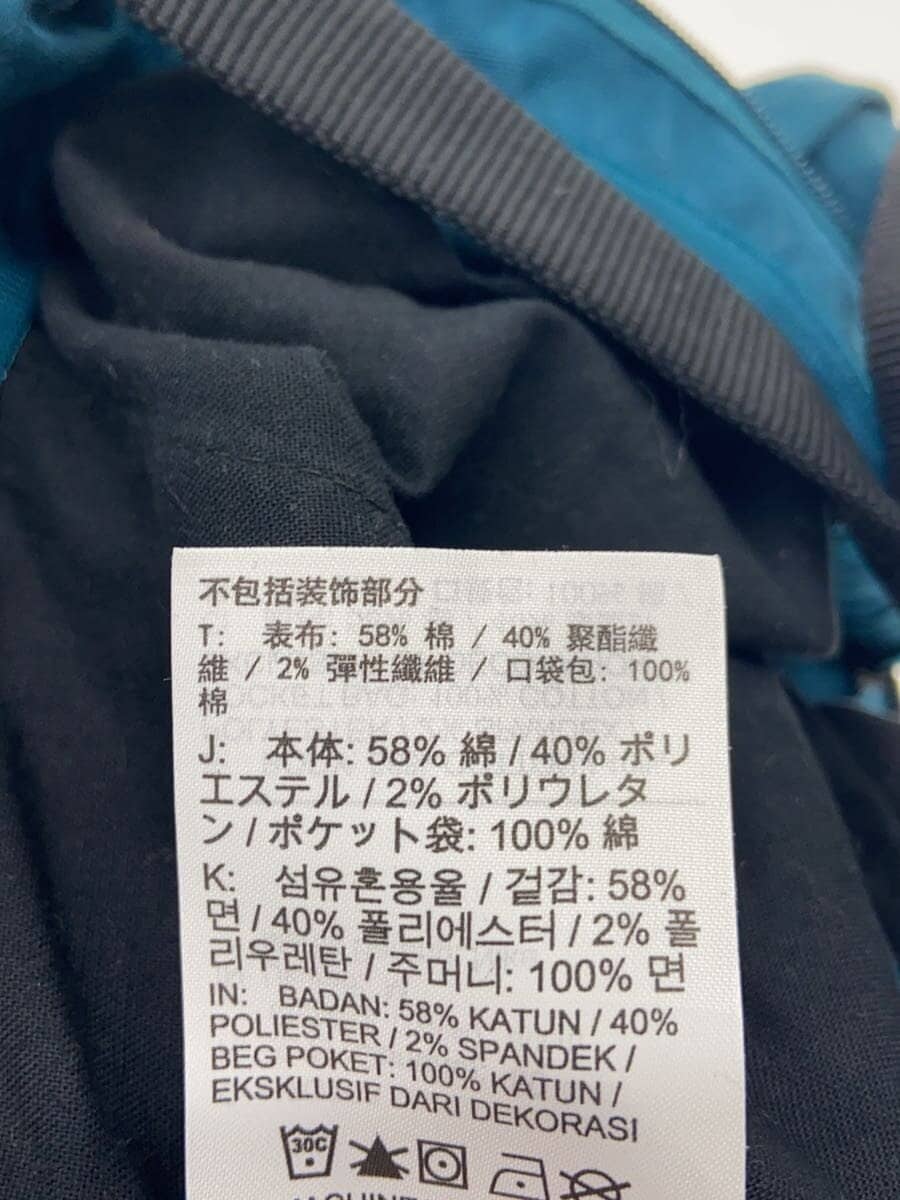 不包括装饰部分
T: 表布: 58% 棉 / 40% 聚酯纖
維 / 2% 彈性纖維 / 口袋包: 100%
棉
J: 本体: 58% 綿 / 40% ポリ
エステル / 2% ポリウレタ
ン / ポケット袋: 100% 綿
K: 섬유혼용율 / 겉감: 58%
면 / 40% 폴리에스터 / 2% 폴
리우레탄 / 주머니: 100% 면
IN: BADAN: 58% KATUN / 40%
POLIESTER / 2% SPANDEK /
BEG POKET: 100% KATUN /
EKSKLUSIF DARI DEKORASI
30C